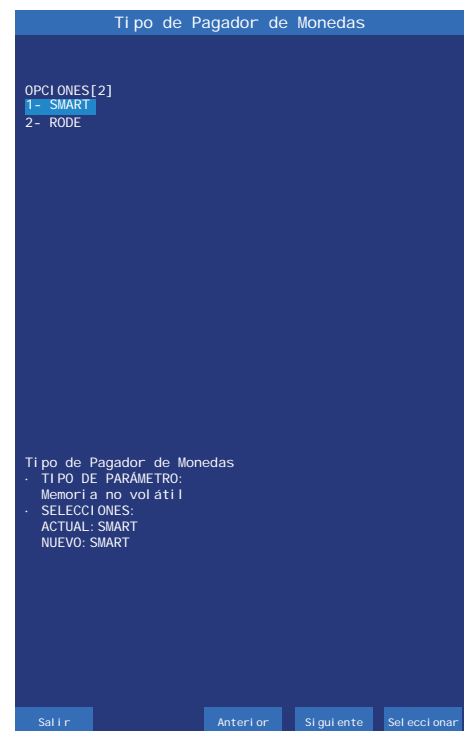 Tipo de Pagador de Monedas
OPCIONES[2]
1- SMART
2- RODE
Tipo de Pagador de Monedas
· TIPO DE PARÁMETRO:
Memoria no volátil
· SELECCIONES:
ACTUAL: SMART
NUEVO: SMART
Salir Anterior Siguiente Seleccionar